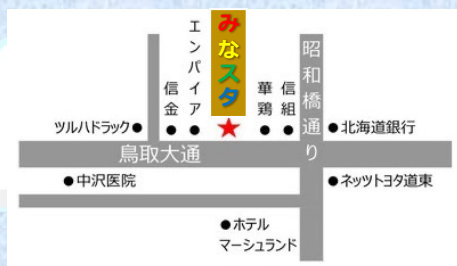 みなスタ
エンパイア
信金
華鶏
信組
昭和橋通り
ツルハドラック●
●北海道銀行
鳥取大通
●中沢医院
●ネッツトヨタ道東
●ホテル
マーシュランド